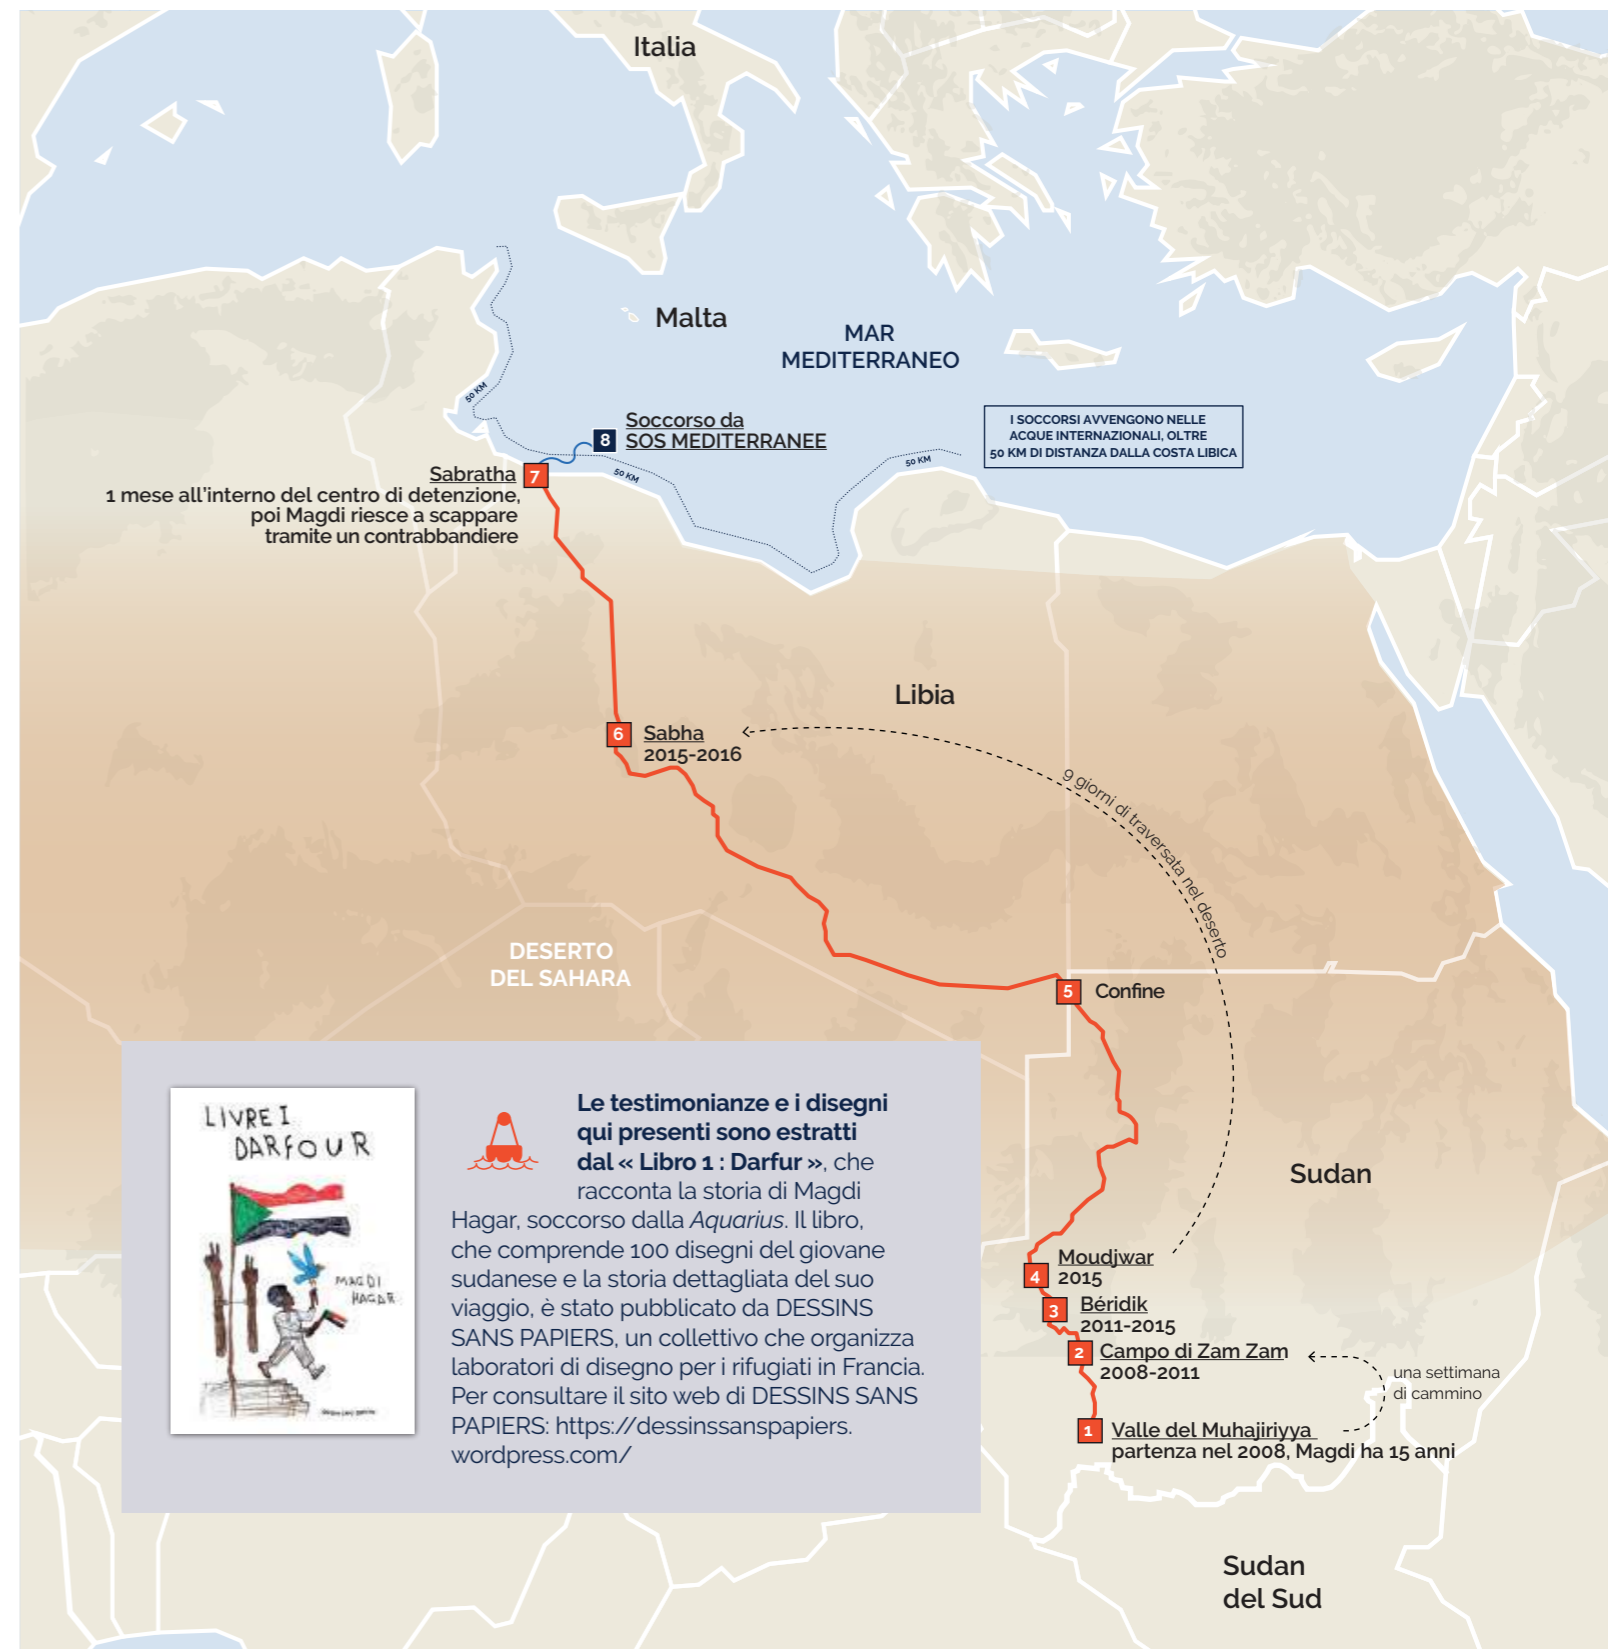 Italia
Malta
MAR
MEDITERRANEO
50 KM
Soccorso da
8
SOS MEDITERRANEE
I SOCCORSI AVVENGONO NELLE
ACQUE INTERNAZIONALI, OLTRE
50 KM DI DISTANZA DALLA COSTA LIBICA
50 KM
50 KM
Sabratha
7
1 mese all'interno del centro di detenzione,
poi Magdi riesce a scappare
tramite un contrabbandiere
Libia
6
Sabha
2015-2016
9 giorni di traversata nel deserto
DESERTO
DEL SAHARA
5
Confine
Sudan
Moudjwar
4
2015
3
Béridik
2011-2015
2
Campo di Zam Zam
2008-2011
una settimana
di cammino
1
Valle del Muhajiriyya
partenza nel 2008, Magdi ha 15 anni
Sudan
del Sud
LIVRE I
DARFOUR
MAGDI
HAGAR
Le testimonianze e i disegni
qui presenti sono estratti
dal « Libro 1 : Darfur », che
racconta la storia di Magdi
Hagar, soccorso dalla Aquarius. Il libro,
che comprende 100 disegni del giovane
sudanese e la storia dettagliata del suo
viaggio, è stato pubblicato da DESSINS
SANS PAPIERS, un collettivo che organizza
laboratori di disegno per i rifugiati in Francia.
Per consultare il sito web di DESSINS SANS
PAPIERS: https://dessinssanspapiers.
wordpress.com/